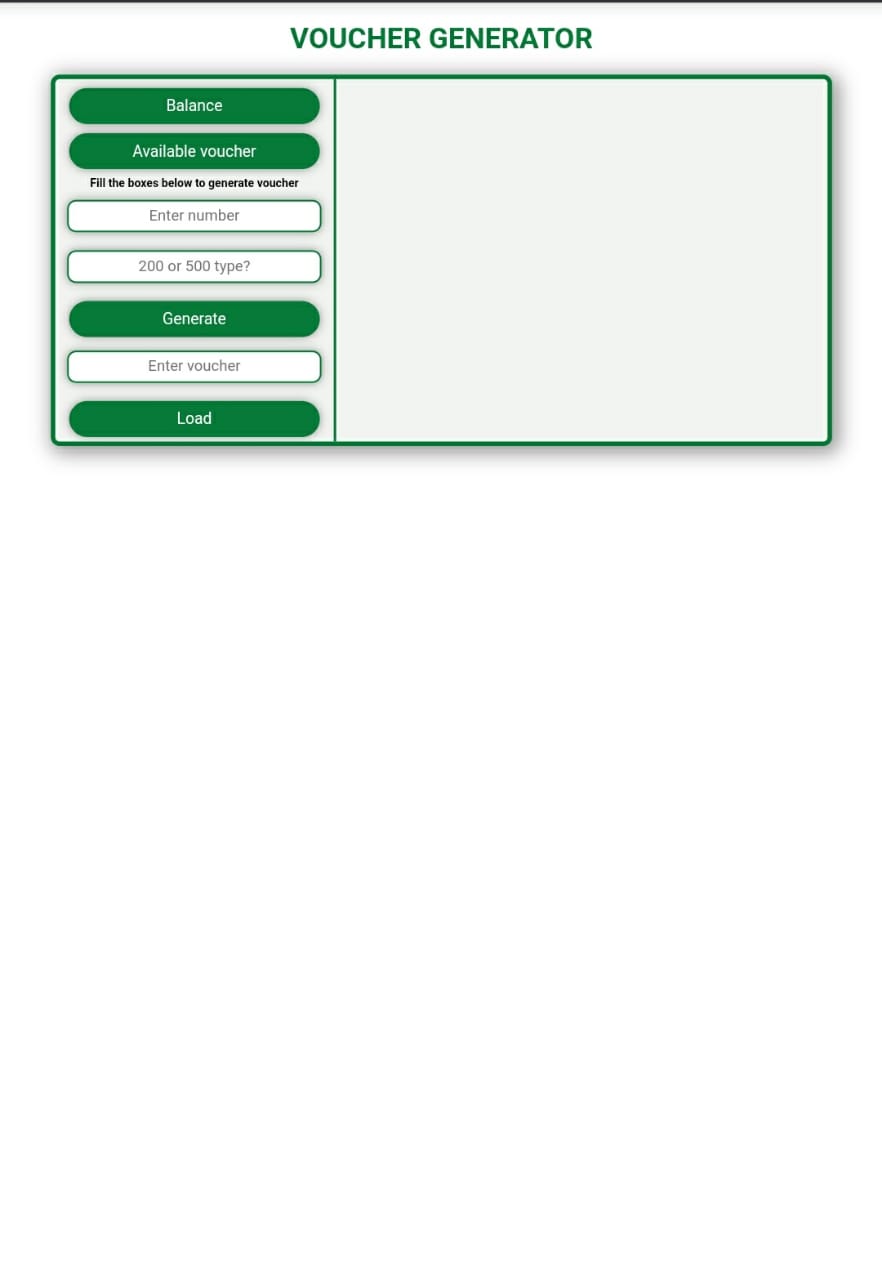 VOUCHER GENERATOR
Balance
Available voucher
Fill the boxes below to generate voucher
Enter number
200 or 500 type?
Generate
Enter voucher
Load